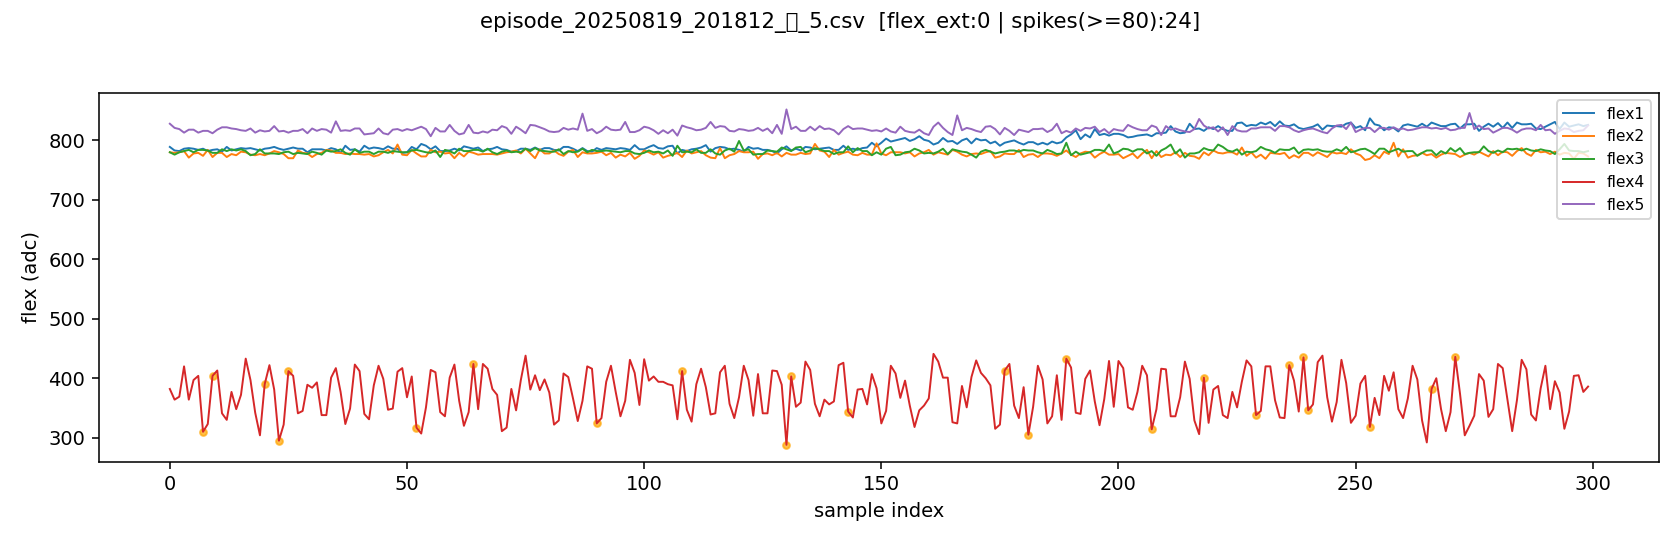 episode_20250819_201812_▯_5.csv  [flex_ext:0 | spikes(>=80):24]
flex1
flex2
flex3
flex4
flex5
flex (adc)
800
700
600
500
400
300
0 50 100 150 200 250 300
sample index